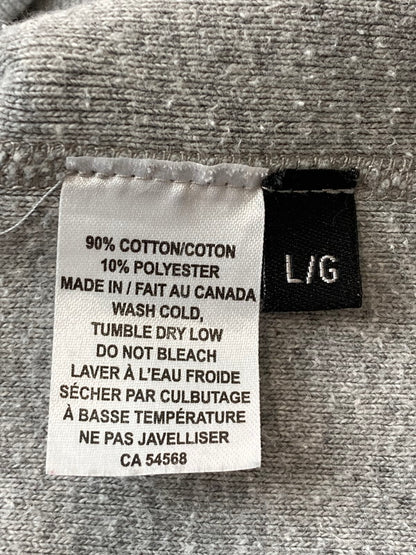 90% COTTON/COTON
10% POLYESTER
MADE IN / FAIT AU CANADA
WASH COLD,
TUMBLE DRY LOW
DO NOT BLEACH
LAVER À L'EAU FROIDE
SÉCHER PAR CULBUTAGE
À BASSE TEMPÉRATURE
NE PAS JAVELLISER
CA 54568
L/G